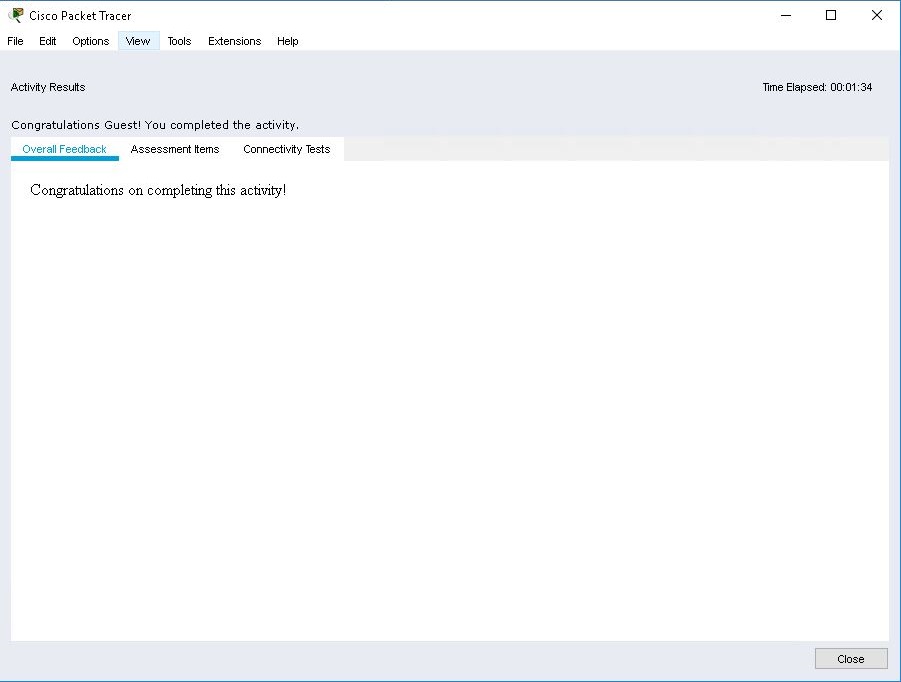 Cisco Packet Tracer
File Edit Options View Tools Extensions Help
Activity Results Time Elapsed: 00:01:34
Congratulations Guest! You completed the activity.
Overall Feedback Assessment Items Connectivity Tests
Congratulations on completing this activity!
Close